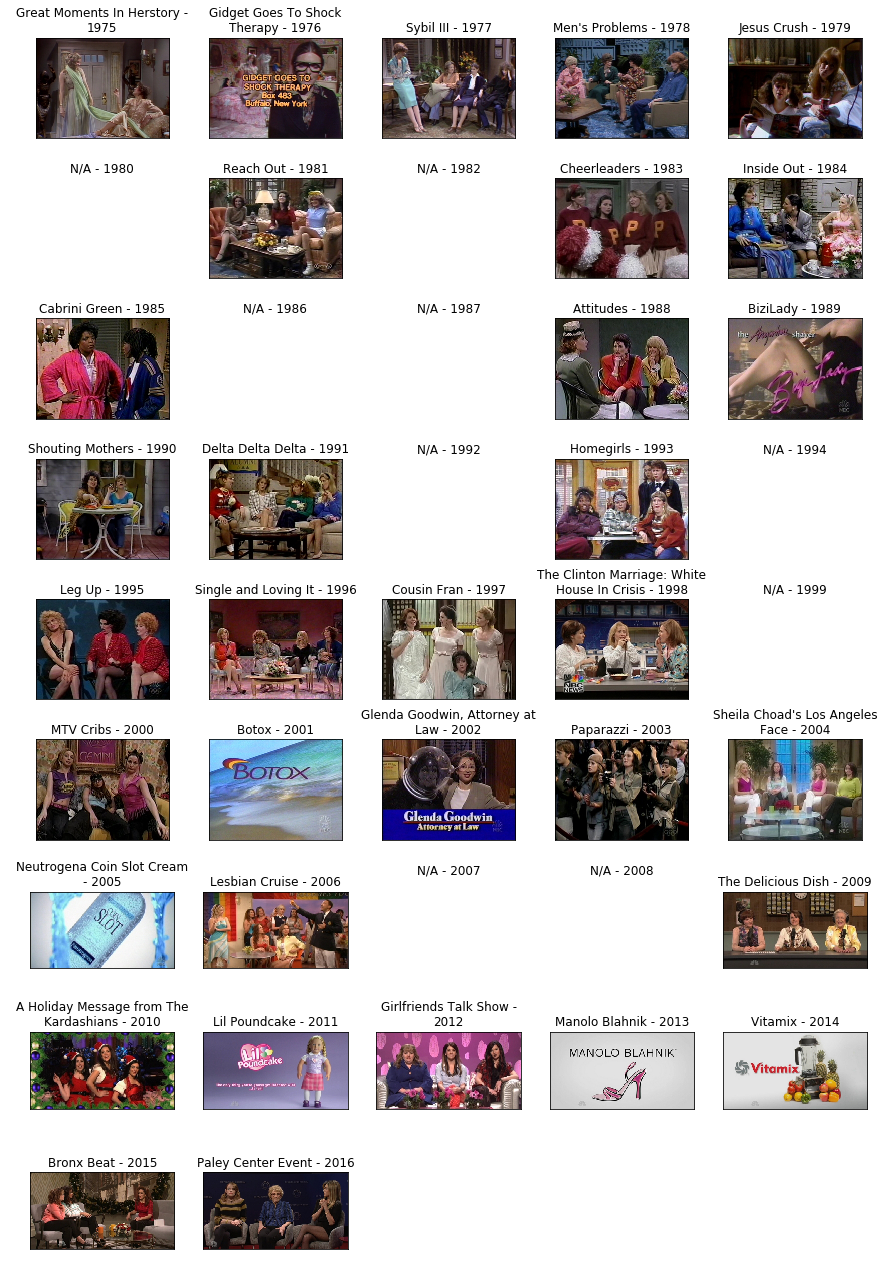 Great Moments In Herstory -
1975
Gidget Goes To Shock
Therapy - 1976
Sybil III - 1977
Men's Problems - 1978
Jesus Crush - 1979
GIDGET GOES TO
SHOCK THERAPY
Box 483
Buffalo, New York
N/A - 1980
Reach Out - 1981
N/A - 1982
Cheerleaders - 1983
Inside Out - 1984
P P P
Cabrini Green - 1985
N/A - 1986
N/A - 1987
Attitudes - 1988
BiziLady - 1989
the
shaver
Bizi Lady
NBC
Shouting Mothers - 1990
Delta Delta Delta - 1991
N/A - 1992
Homegirls - 1993
N/A - 1994
Leg Up - 1995
Single and Loving It - 1996
Cousin Fran - 1997
The Clinton Marriage: White
House In Crisis - 1998
N/A - 1999
NBC
NEWS
MTV Cribs - 2000
Botox - 2001
Glenda Goodwin, Attorney at
Law - 2002
Paparazzi - 2003
Sheila Choad's Los Angeles
Face - 2004
GEMINI
BOTOX
Glenda Goodwin
Attorney at Law
Neutrogena Coin Slot Cream
- 2005
Lesbian Cruise - 2006
N/A - 2007
N/A - 2008
The Delicious Dish - 2009
COIN
SLOT
A Holiday Message from The
Kardashians - 2010
Lil Poundcake - 2011
Girlfriends Talk Show -
2012
Manolo Blahnik - 2013
Vitamix - 2014
Lil
Poundcake
MANOLO BLAHNIK
Vitamix
Bronx Beat - 2015
Paley Center Event - 2016